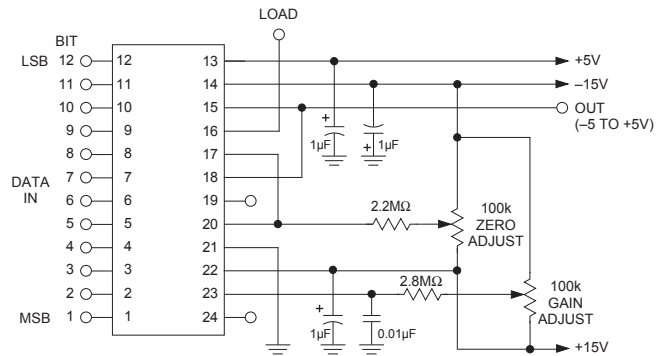 LOAD
BIT
LSB 12 12 13 +5V
11 11 14 –15V
10 10 15 OUT
(–5 TO +5V)
9 9 16
1µF 1µF
8 8 17
DATA
IN
7 7 18
6 6 19
5 5 20 2.2MΩ 100k
ZERO
ADJUST
4 4 21
3 3 22
2 2 23 2.8MΩ 100k
GAIN
ADJUST
MSB 1 1 24 1µF 0.01µF
+15V